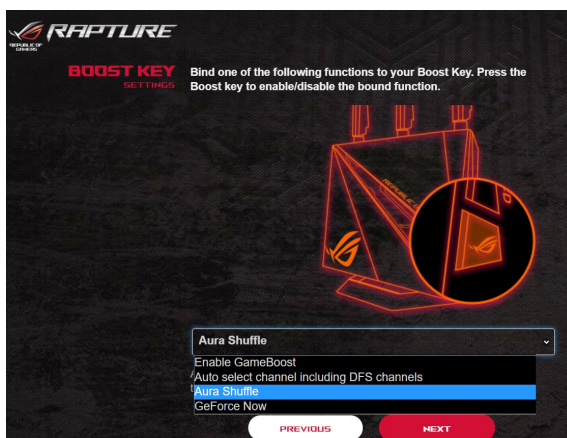 RAPTURE
REPUBLIC OF
GAMERS
BOOST KEY
SETTINGS
Bind one of the following functions to your Boost Key. Press the
Boost key to enable/disable the bound function.
REPUBLIC OF
Aura Shuffle
Enable GameBoost
Auto select channel including DFS channels
Aura Shuffle
GeForce Now
PREVIOUS
NEXT